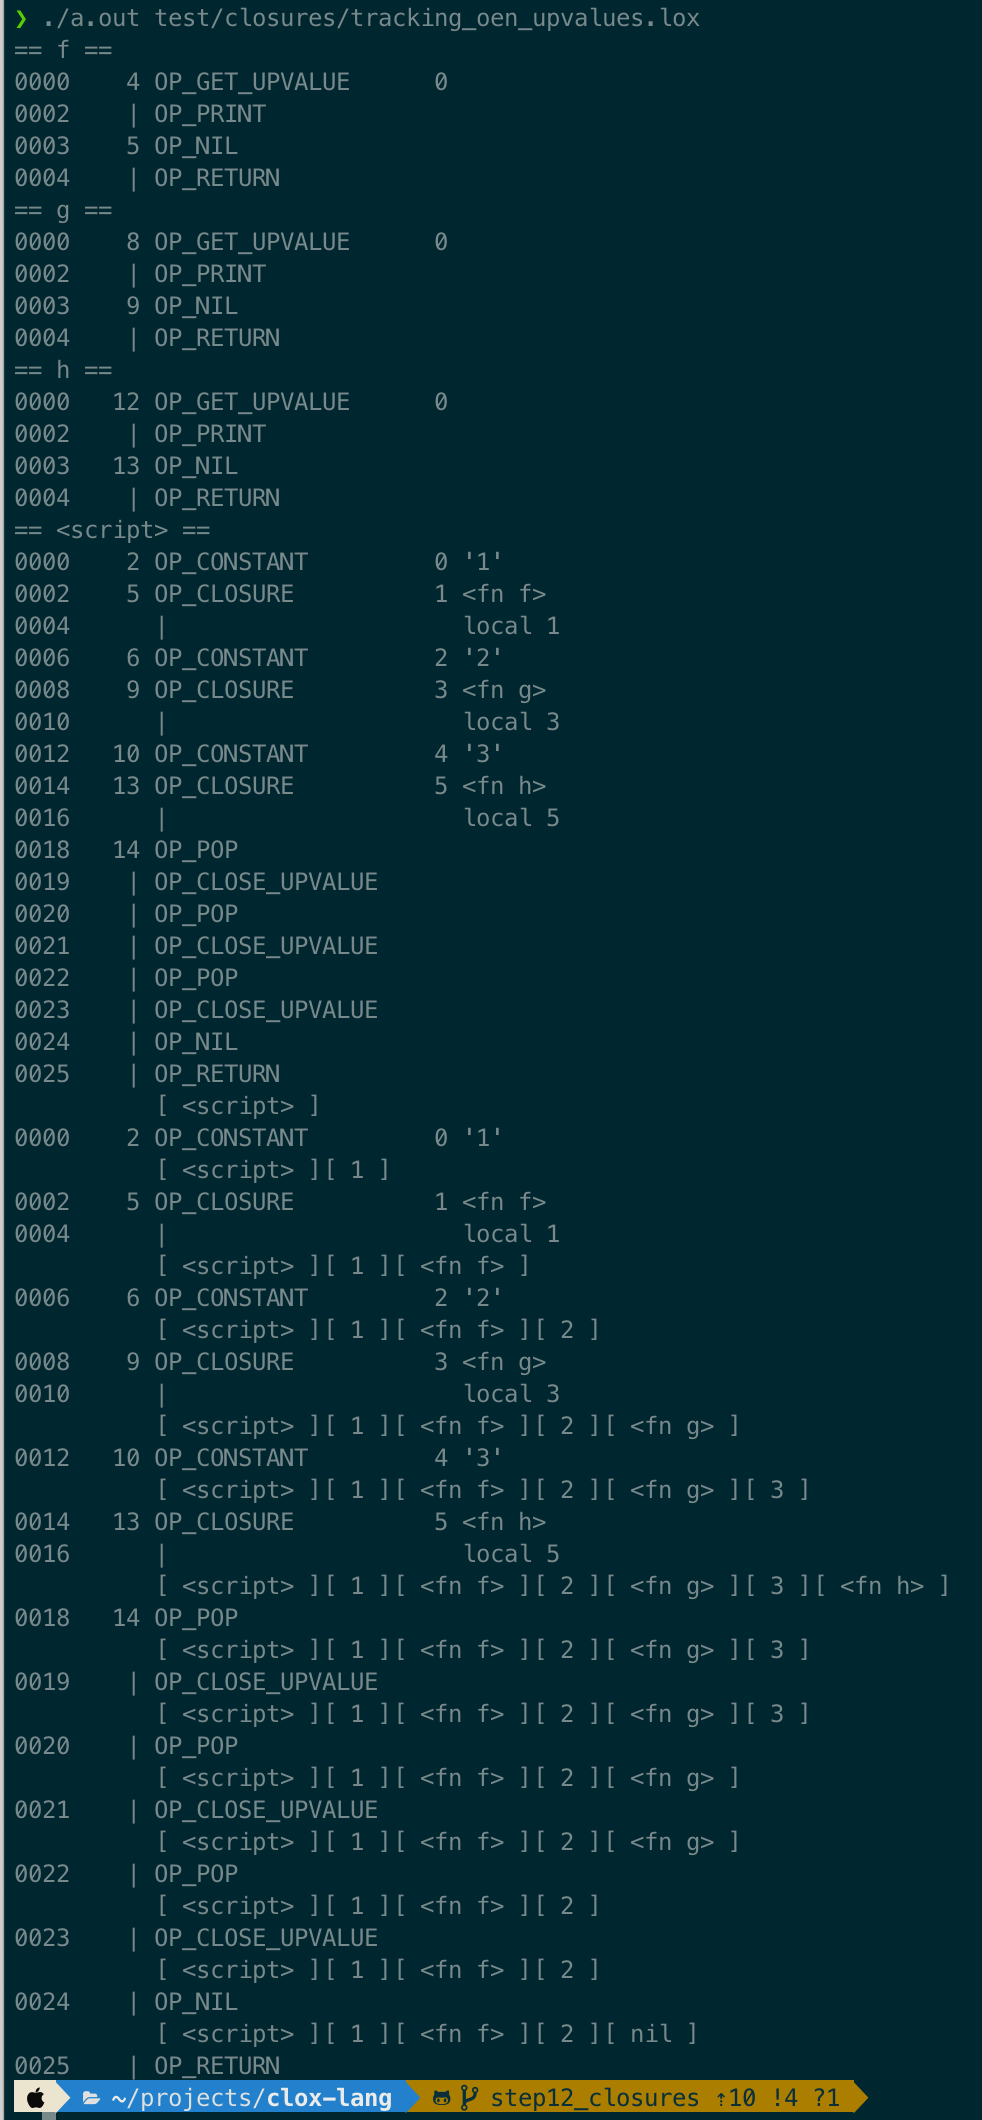 ❯ ./a.out test/closures/tracking_oen_upvalues.lox
== f ==
0000    4 OP_GET_UPVALUE      0
0002    | OP_PRINT
0003    5 OP_NIL
0004    | OP_RETURN
== g ==
0000    8 OP_GET_UPVALUE      0
0002    | OP_PRINT
0003    9 OP_NIL
0004    | OP_RETURN
== h ==
0000   12 OP_GET_UPVALUE      0
0002    | OP_PRINT
0003   13 OP_NIL
0004    | OP_RETURN
== <script> ==
0000    2 OP_CONSTANT         0 '1'
0002    5 OP_CLOSURE          1 <fn f>
0004      |                     local 1
0006    6 OP_CONSTANT         2 '2'
0008    9 OP_CLOSURE          3 <fn g>
0010      |                     local 3
0012   10 OP_CONSTANT         4 '3'
0014   13 OP_CLOSURE          5 <fn h>
0016      |                     local 5
0018   14 OP_POP
0019    | OP_CLOSE_UPVALUE
0020    | OP_POP
0021    | OP_CLOSE_UPVALUE
0022    | OP_POP
0023    | OP_CLOSE_UPVALUE
0024    | OP_NIL
0025    | OP_RETURN
          [ <script> ]
0000    2 OP_CONSTANT         0 '1'
          [ <script> ][ 1 ]
0002    5 OP_CLOSURE          1 <fn f>
0004      |                     local 1
          [ <script> ][ 1 ][ <fn f> ]
0006    6 OP_CONSTANT         2 '2'
          [ <script> ][ 1 ][ <fn f> ][ 2 ]
0008    9 OP_CLOSURE          3 <fn g>
0010      |                     local 3
          [ <script> ][ 1 ][ <fn f> ][ 2 ][ <fn g> ]
0012   10 OP_CONSTANT         4 '3'
          [ <script> ][ 1 ][ <fn f> ][ 2 ][ <fn g> ][ 3 ]
0014   13 OP_CLOSURE          5 <fn h>
0016      |                     local 5
          [ <script> ][ 1 ][ <fn f> ][ 2 ][ <fn g> ][ 3 ][ <fn h> ]
0018   14 OP_POP
          [ <script> ][ 1 ][ <fn f> ][ 2 ][ <fn g> ][ 3 ]
0019    | OP_CLOSE_UPVALUE
          [ <script> ][ 1 ][ <fn f> ][ 2 ][ <fn g> ][ 3 ]
0020    | OP_POP
          [ <script> ][ 1 ][ <fn f> ][ 2 ][ <fn g> ]
0021    | OP_CLOSE_UPVALUE
          [ <script> ][ 1 ][ <fn f> ][ 2 ][ <fn g> ]
0022    | OP_POP
          [ <script> ][ 1 ][ <fn f> ][ 2 ]
0023    | OP_CLOSE_UPVALUE
          [ <script> ][ 1 ][ <fn f> ][ 2 ]
0024    | OP_NIL
          [ <script> ][ 1 ][ <fn f> ][ 2 ][ nil ]
0025    | OP_RETURN
~/projects/clox-lang step12_closures ⇡10 !4 ?1